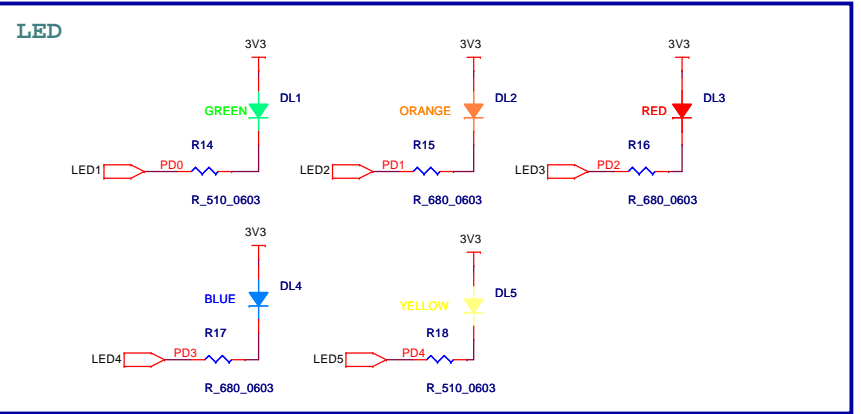 LED
3V3 3V3 3V3
GREEN DL1 ORANGE DL2 RED DL3
R14 R15 R16
LED1 PD0 LED2 PD1 LED3 PD2
R_510_0603 R_680_0603 R_680_0603
3V3 3V3
BLUE DL4 YELLOW DL5
R17 R18
LED4 PD3 LED5 PD4
R_680_0603 R_510_0603